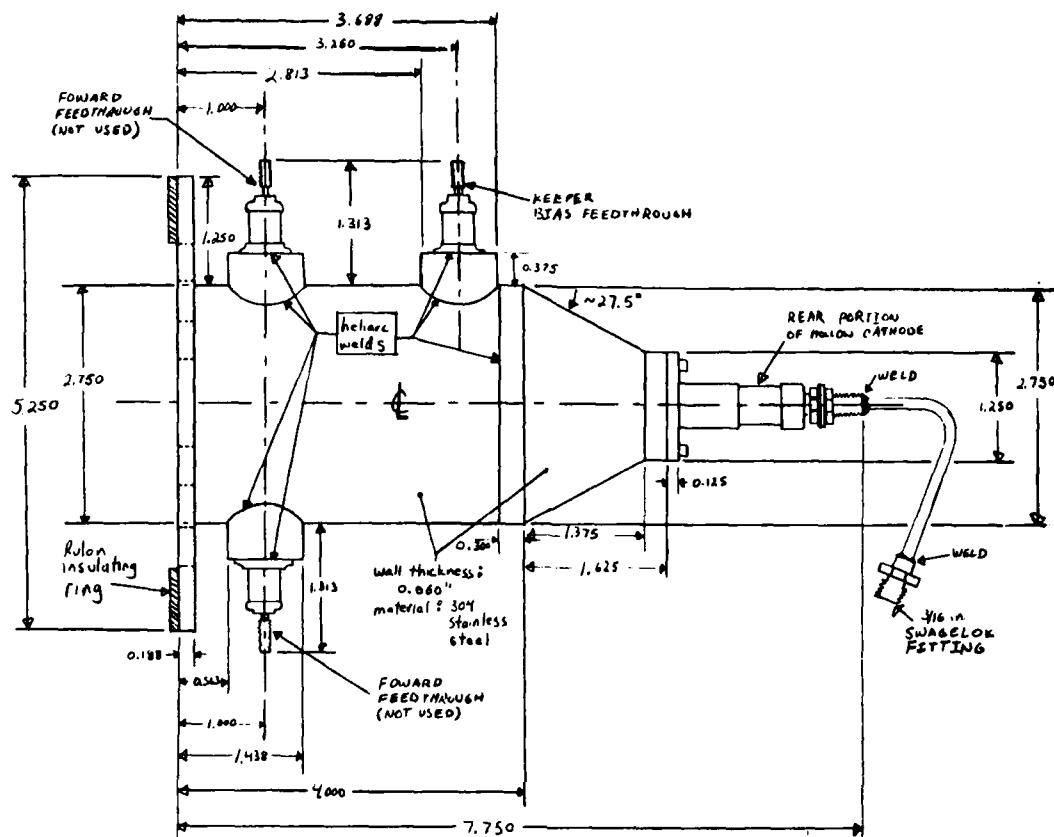 3.688
3.260
2.813
1.000
FOWARD
FEEDTHROUGH
(NOT USED)
KEEPER
BIAS FEEDTHROUGH
1.313
1.250
0.375
~27.5°
heliarc
welds
REAR PORTION
OF HOLLOW CATHODE
WELD
2.750
5.250
1.250
2.750
0.125
Rulon
insulating
ring
1.313
1.375
1.625
Wall thickness:
0.060"
material: 304
stainless
steel
WELD
3/16 in
SWAGELOK
FITTING
0.188
FOWARD
FEEDTHROUGH
(NOT USED)
1.000
1.438
4.000
7.750